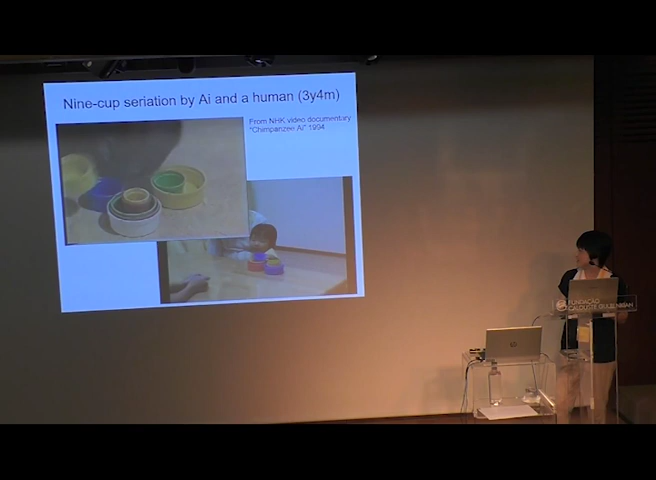 Nine-cup seriation by Ai and a human (3y4m)
From NHK video documentary
"Chimpanzee Ai" 1994
FUNDAÇÃO
CALOUSTE GULBENKIAN